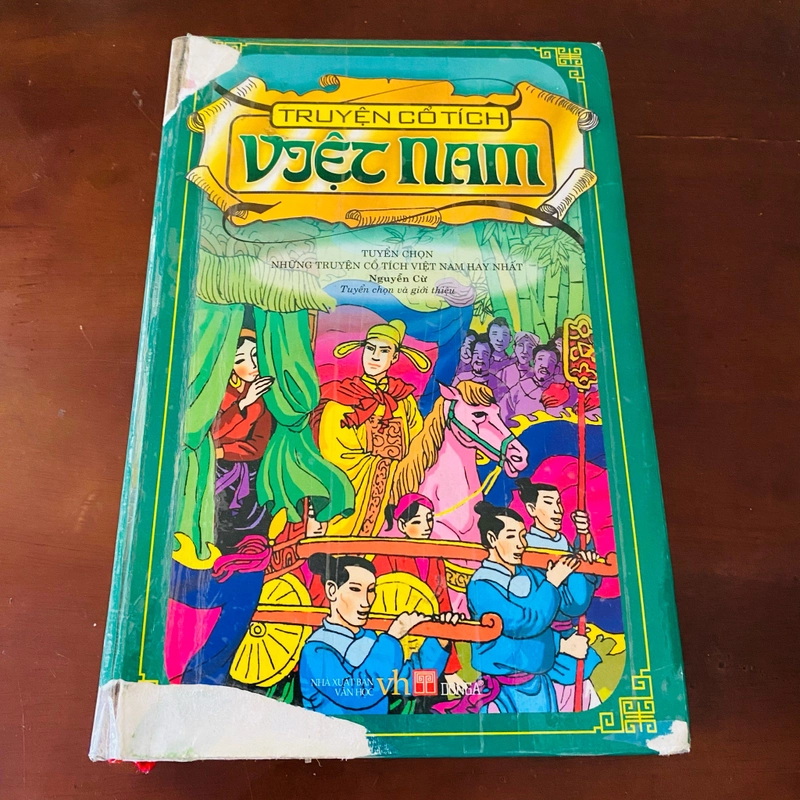 TRUYỆN CỔ TÍCH
VIỆT NAM
TUYỂN CHỌN
NHỮNG TRUYỆN CỔ TÍCH VIỆT NAM HAY NHẤT
Nguyễn Cừ
Tuyển chọn và giới thiệu
NHÀ XUẤT BẢN
VĂN HỌC
vh
ĐÔNG A